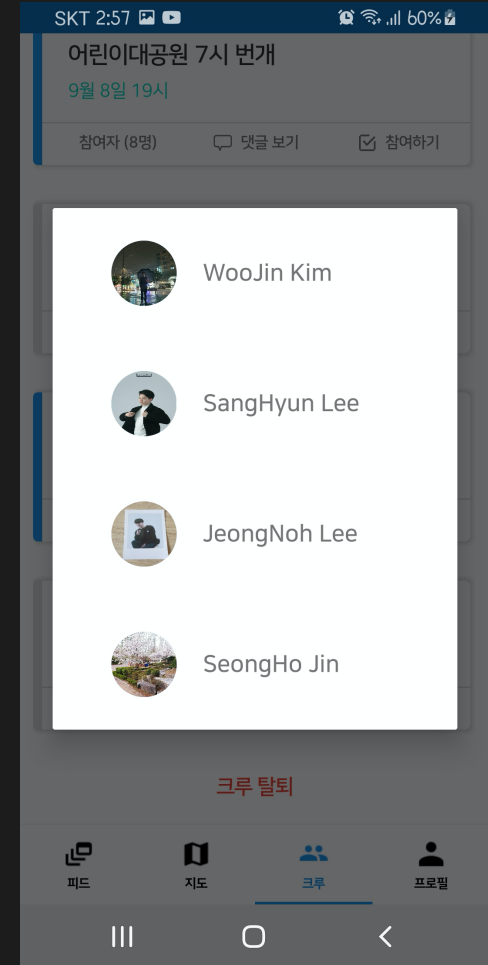 SKT 2:57 60%
어린이대공원 7시 번개
9월 8일 19시
참여자 (8명) 댓글 보기 참여하기
WooJin Kim
SangHyun Lee
JeongNoh Lee
SeongHo Jin
크루 탈퇴
피드 지도 크루 프로필